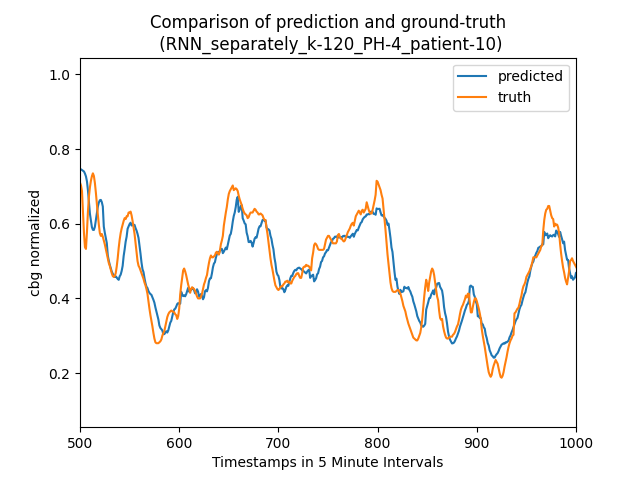 Comparison of prediction and ground-truth
(RNN_separately_k-120_PH-4_patient-10)
predicted
truth
cbg normalized
1.0
0.8
0.6
0.4
0.2
500
600
700
800
900
1000
Timestamps in 5 Minute Intervals